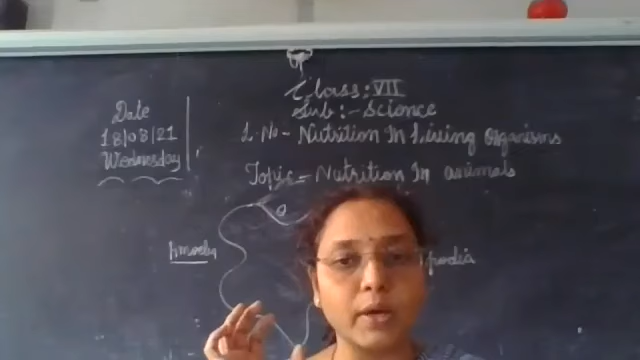 Class: VII
Sub:- Science
L.No- Nutrition In Living Organisms
Topic- Nutrition In animals
Date
18/08/21
Wednesday
Amoeba
podia